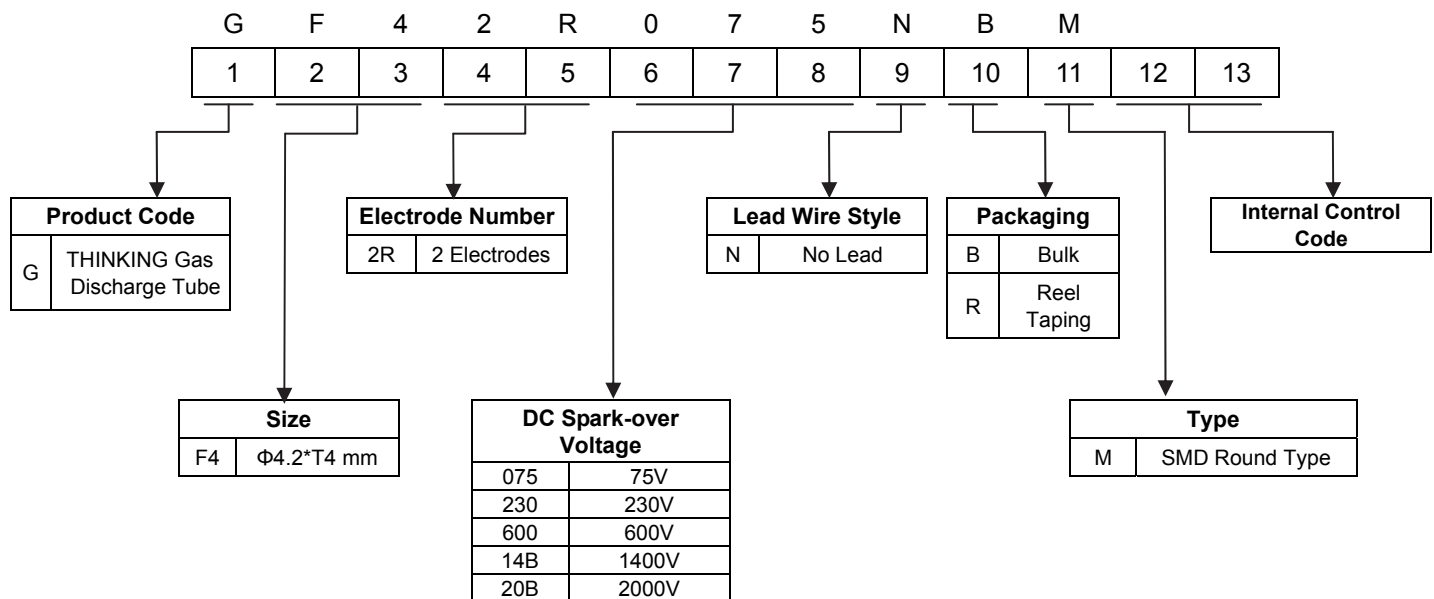 G F 4 2 R 0 7 5 N B M
1 2 3 4 5 6 7 8 9 10 11 12 13
Product Code
G THINKING Gas
Discharge Tube
Electrode Number
2R 2 Electrodes
Lead Wire Style
N No Lead
Packaging
B Bulk
R Reel
Taping
Internal Control
Code
Size
F4 Φ4.2*T4 mm
DC Spark-over
Voltage
075 75V
230 230V
600 600V
14B 1400V
20B 2000V
Type
M SMD Round Type